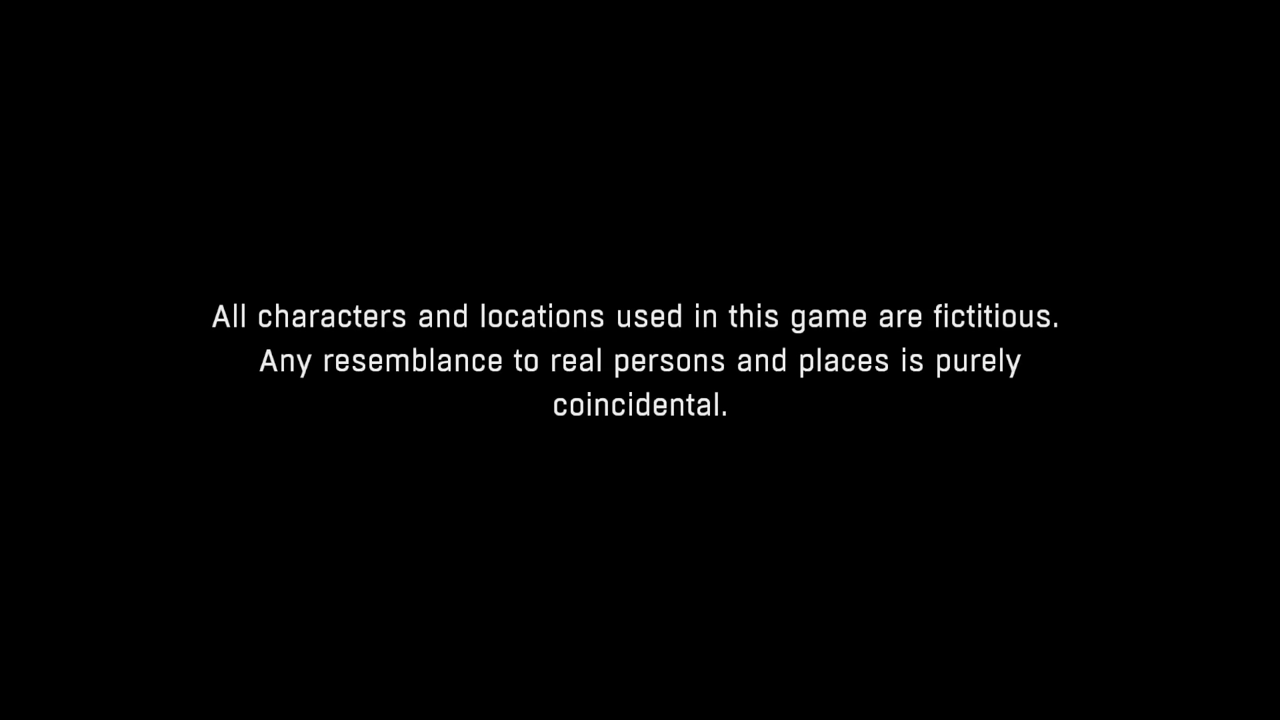 All characters and locations used in this game are fictitious.
Any resemblance to real persons and places is purely
coincidental.